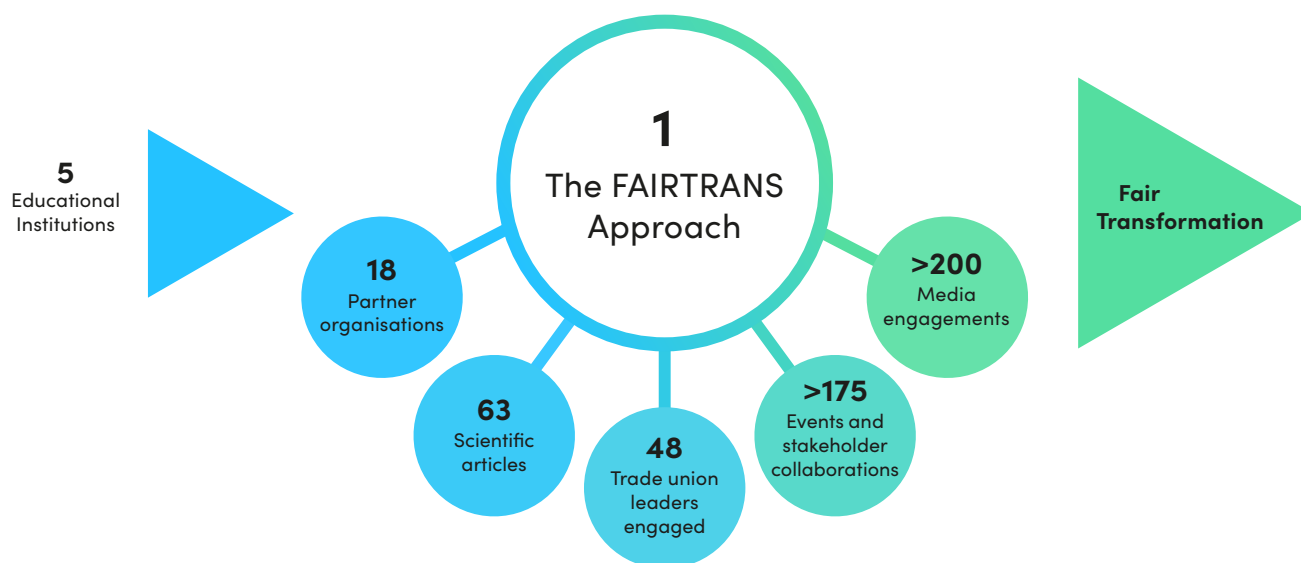 5
Educational
Institutions
1
The FAIRTRANS
Approach
18
Partner
organisations
63
Scientific
articles
48
Trade union
leaders
engaged
>175
Events and
stakeholder
collaborations
>200
Media
engagements
Fair
Transformation